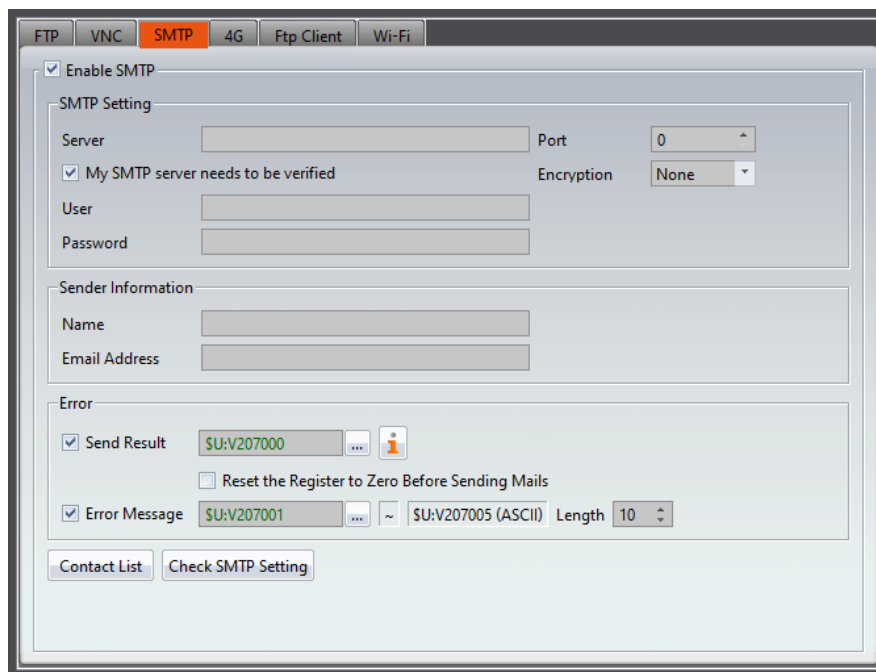 FTP VNC SMTP 4G Ftp Client Wi-Fi
Enable SMTP
SMTP Setting
Server Port 0
My SMTP server needs to be verified Encryption None
User
Password
Sender Information
Name
Email Address
Error
Send Result $U:V207000 ... i
Reset the Register to Zero Before Sending Mails
Error Message $U:V207001 ... ~ $U:V207005 (ASCII) Length 10
Contact List Check SMTP Setting